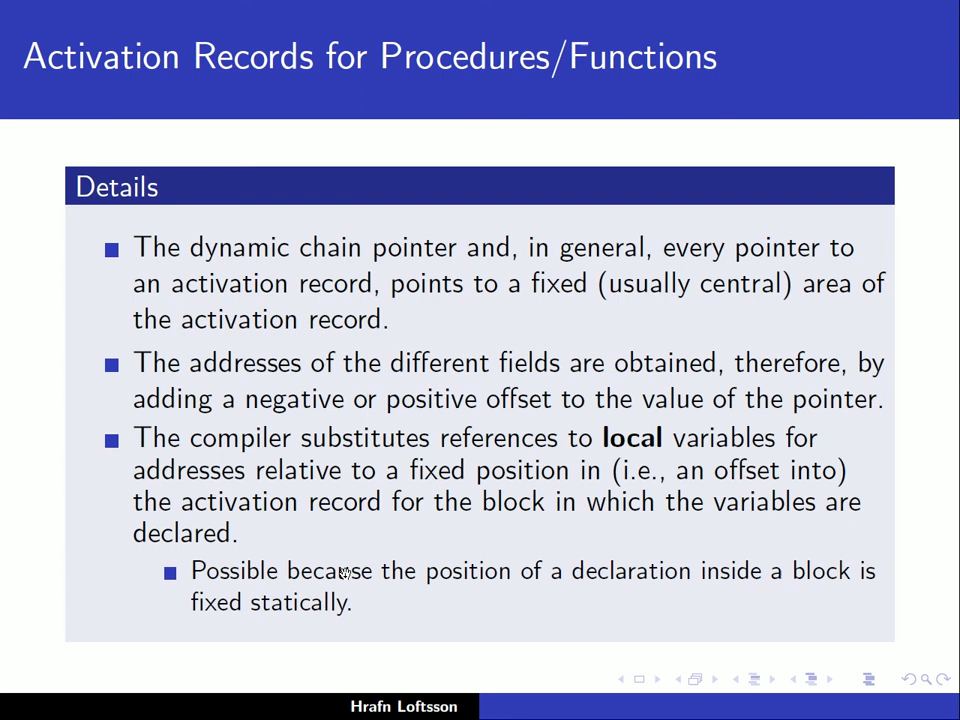 Activation Records for Procedures/Functions
Details
The dynamic chain pointer and, in general, every pointer to
an activation record, points to a fixed (usually central) area of
the activation record.
The addresses of the different fields are obtained, therefore, by
adding a negative or positive offset to the value of the pointer.
The compiler substitutes references to local variables for
addresses relative to a fixed position in (i.e., an offset into)
the activation record for the block in which the variables are
declared.
Possible because the position of a declaration inside a block is
fixed statically.
Hrafn Loftsson